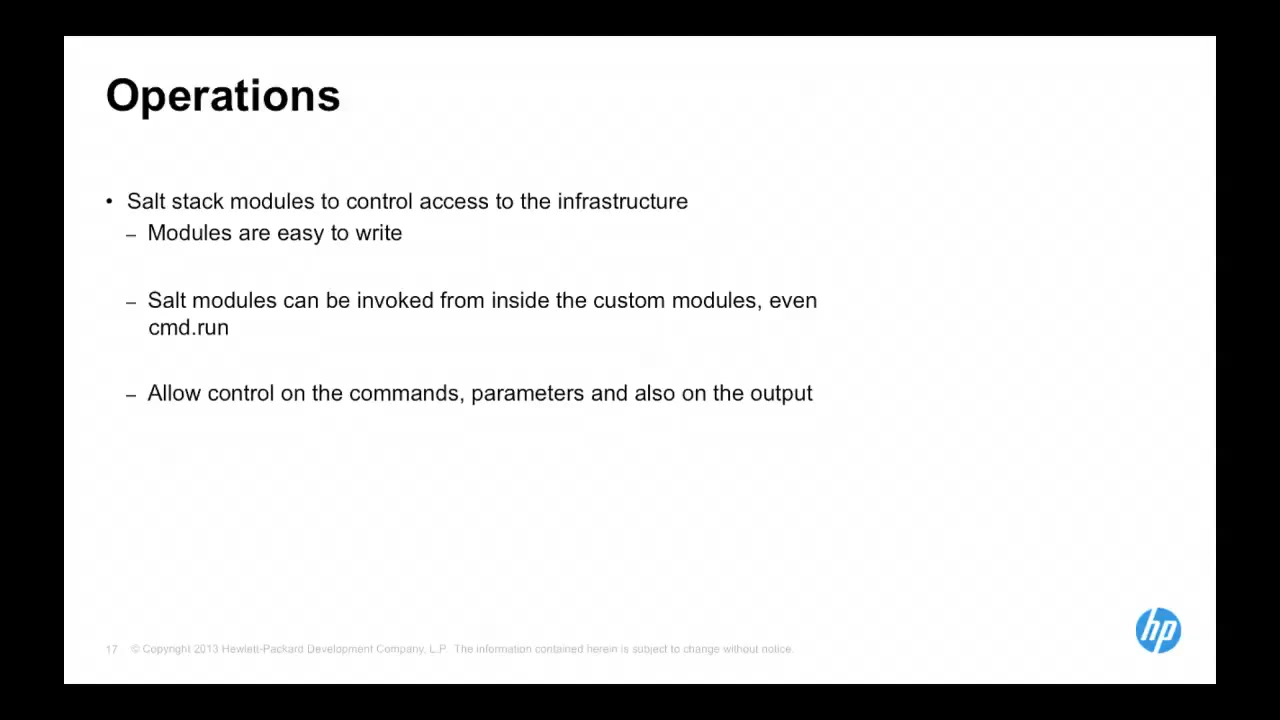 Operations
• Salt stack modules to control access to the infrastructure
– Modules are easy to write
– Salt modules can be invoked from inside the custom modules, even
cmd.run
– Allow control on the commands, parameters and also on the output
hp
17 © Copyright 2013 Hewlett-Packard Development Company, L.P. The information contained herein is subject to change without notice.